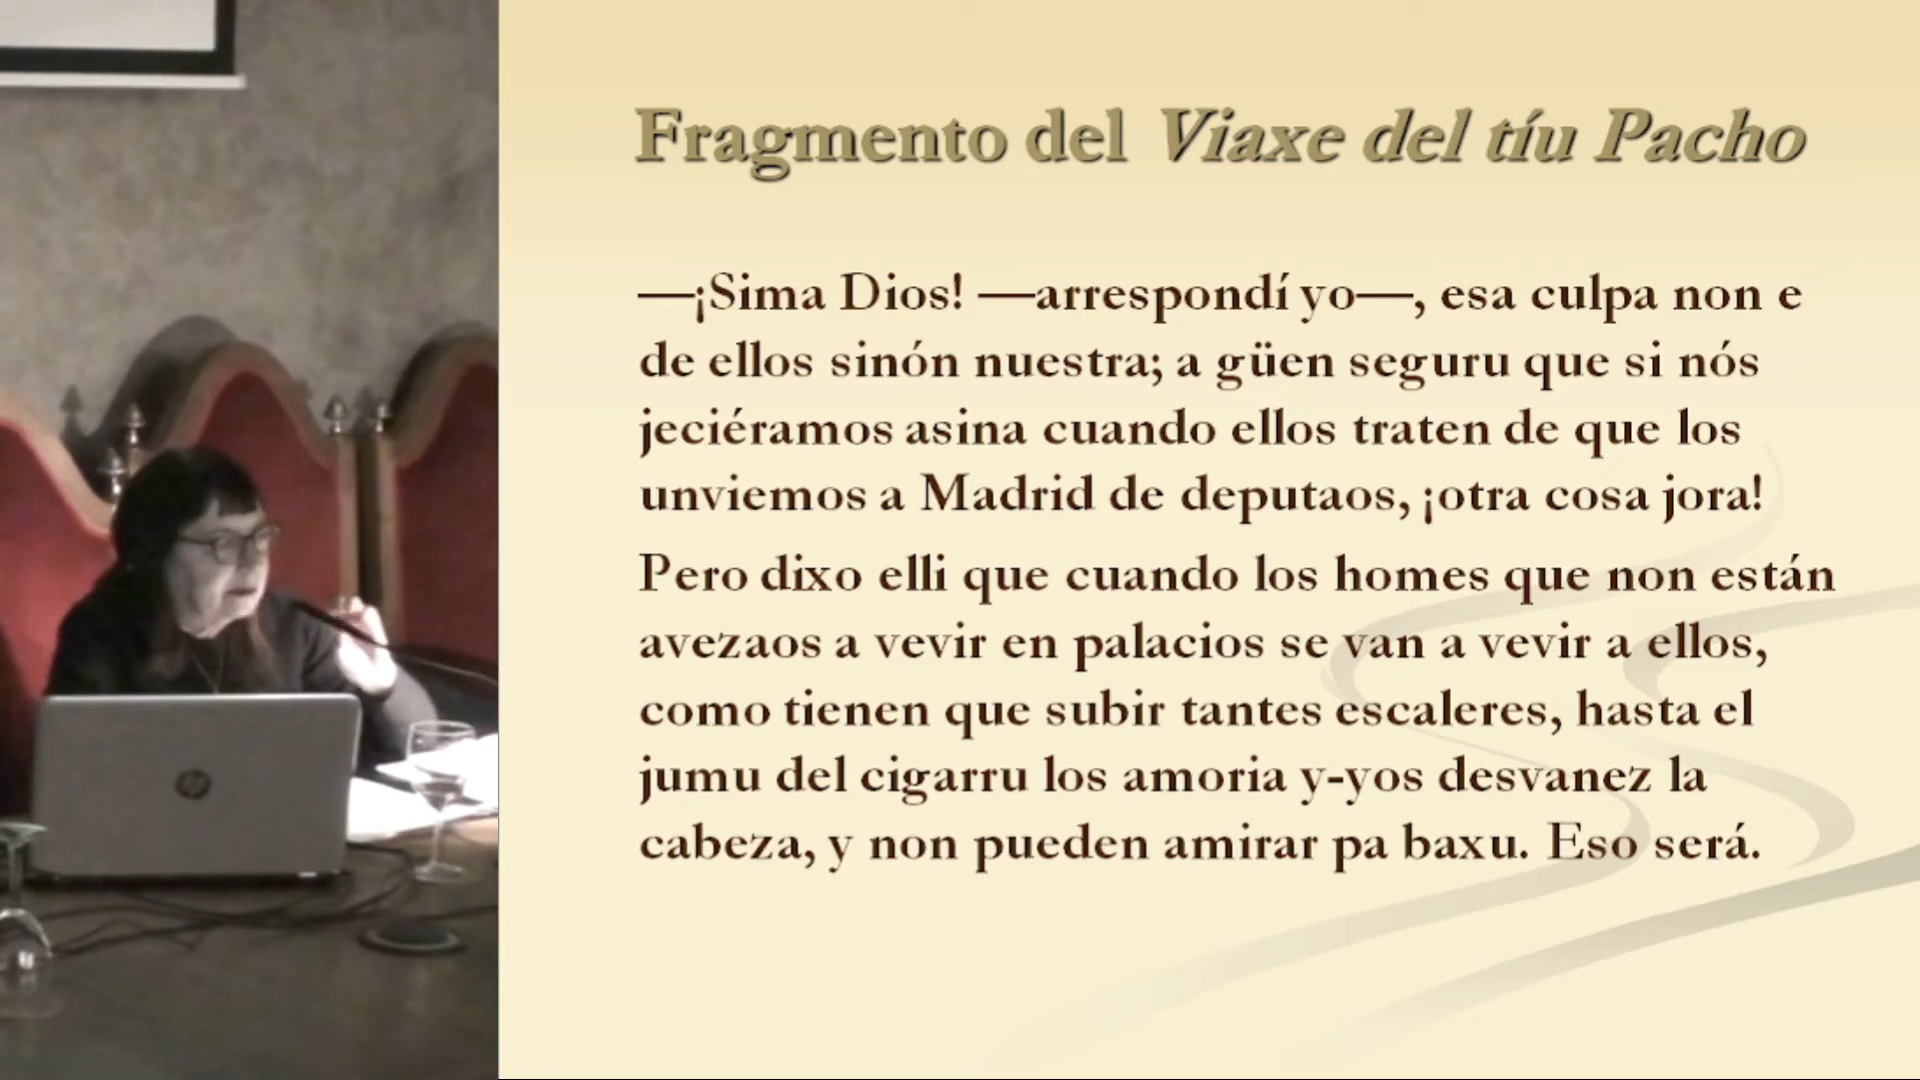 Fragmento del Viaxe del tíu Pacho
—¡Sima Dios! —arrespondí yo—, esa culpa non e
de ellos sinón nuestra; a güen seguru que si nós
jeciéramos asina cuando ellos traten de que los
unviemos a Madrid de deputaos, ¡otra cosa jora!
Pero dixo elli que cuando los homes que non están
avezaos a vevir en palacios se van a vevir a ellos,
como tienen que subir tantes escaleres, hasta el
jumu del cigarru los amoria y-yos desvanez la
cabeza, y non pueden amirar pa baxu. Eso será.
hp